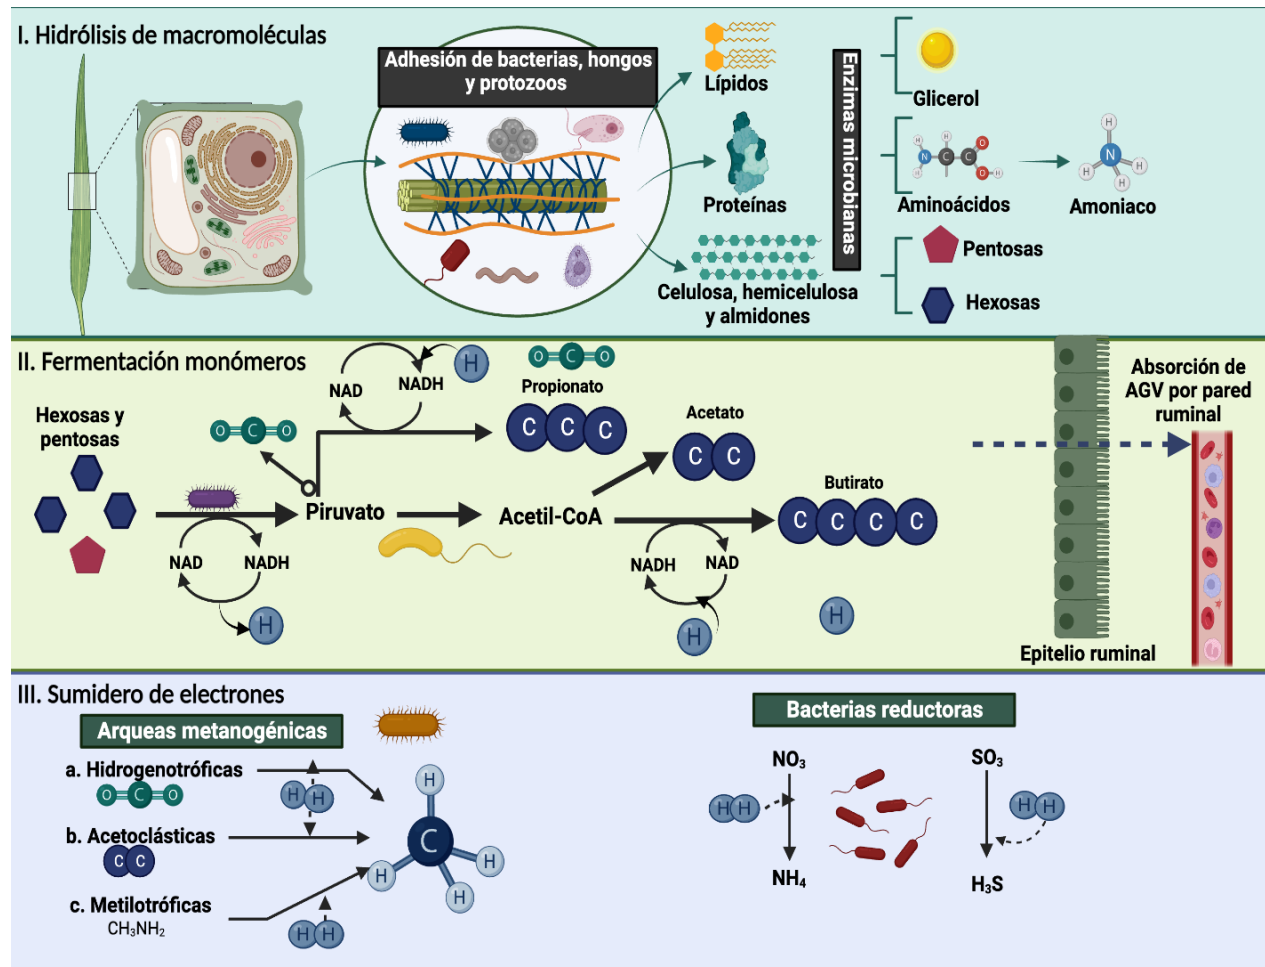 I. Hidrólisis de macromoléculas
Adhesión de bacterias, hongos
y protozoos
Lípidos
Proteínas
Celulosa, hemicelulosa
y almidones
Enzimas microbianas
Glicerol
H
H
N
C
C
O
O
H
H
Aminoácidos
H
N
H
H
H
Amoniaco
Pentosas
Hexosas
II. Fermentación monómeros
Hexosas y
pentosas
NAD
NADH
H
O C O
Piruvato
NAD
NADH
H
O C O
Propionato
C C C
Acetil-CoA
Acetato
C C
NADH
NAD
H
Butirato
C C C C
H
Absorción de
AGV por pared
ruminal
Epitelio ruminal
III. Sumidero de electrones
Arqueas metanogénicas
a. Hidrogenotróficas
O C O
H H
b. Acetoclásticas
C C
c. Metilotróficas
CH₃NH₂
H H
H
C
H
H
H
Bacterias reductoras
NO₃
H H
NH₄
SO₃
H H
H₃S